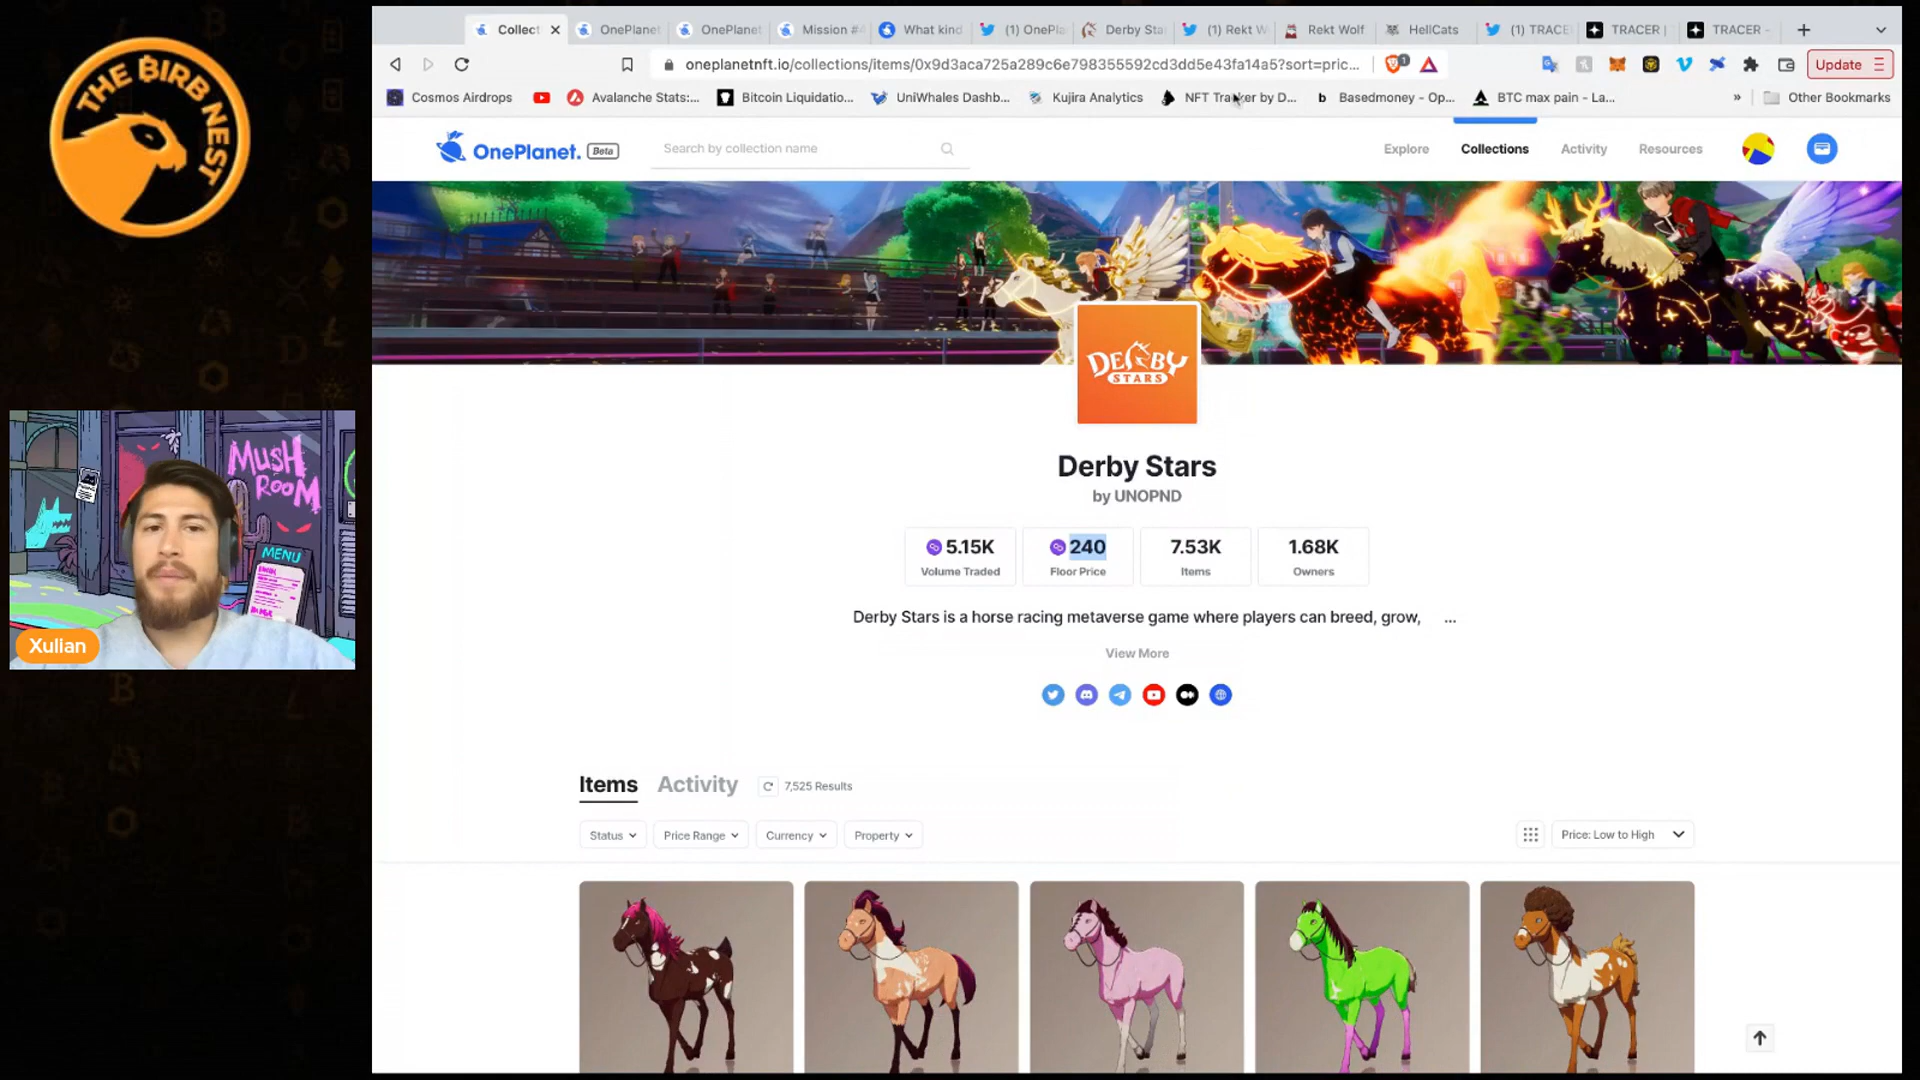 THE BIRB NEST
MUSH ROOM
MENU
Xulian
Collect
OnePlanet
OnePlanet
Mission #4
What kind
(1) OnePla
Derby Sta
(1) Rekt W
Rekt Wolf
HellCats
(1) TRACE
TRACER |
TRACER -
oneplanetnft.io/collections/items/0x9d3aca725a289c6e798355592cd3dd5e43fa14a5?sort=pric...
1
Update
Cosmos Airdrops
Avalanche Stats:...
Bitcoin Liquidatio...
UniWhales Dashb...
Kujira Analytics
NFT Tracker by D...
b
Basedmoney - Op...
BTC max pain - La...
»
Other Bookmarks
OnePlanet.
Beta
Search by collection name
Explore
Collections
Activity
Resources
DERBY
STARS
Derby Stars
by UNOPND
5.15K
240
7.53K
1.68K
Volume Traded
Floor Price
Items
Owners
Derby Stars is a horse racing metaverse game where players can breed, grow, ...
View More
Items
Activity
7,525 Results
Status
Price Range
Currency
Property
Price: Low to High